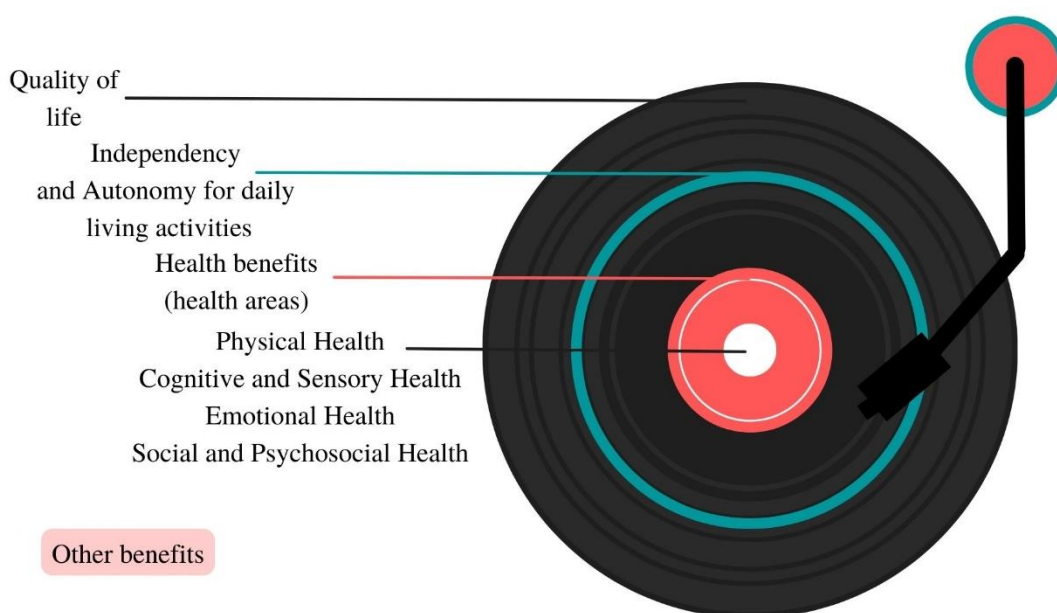 Quality of
life
Independency
and Autonomy for daily
living activities
Health benefits
(health areas)
Physical Health
Cognitive and Sensory Health
Emotional Health
Social and Psychosocial Health
Other benefits